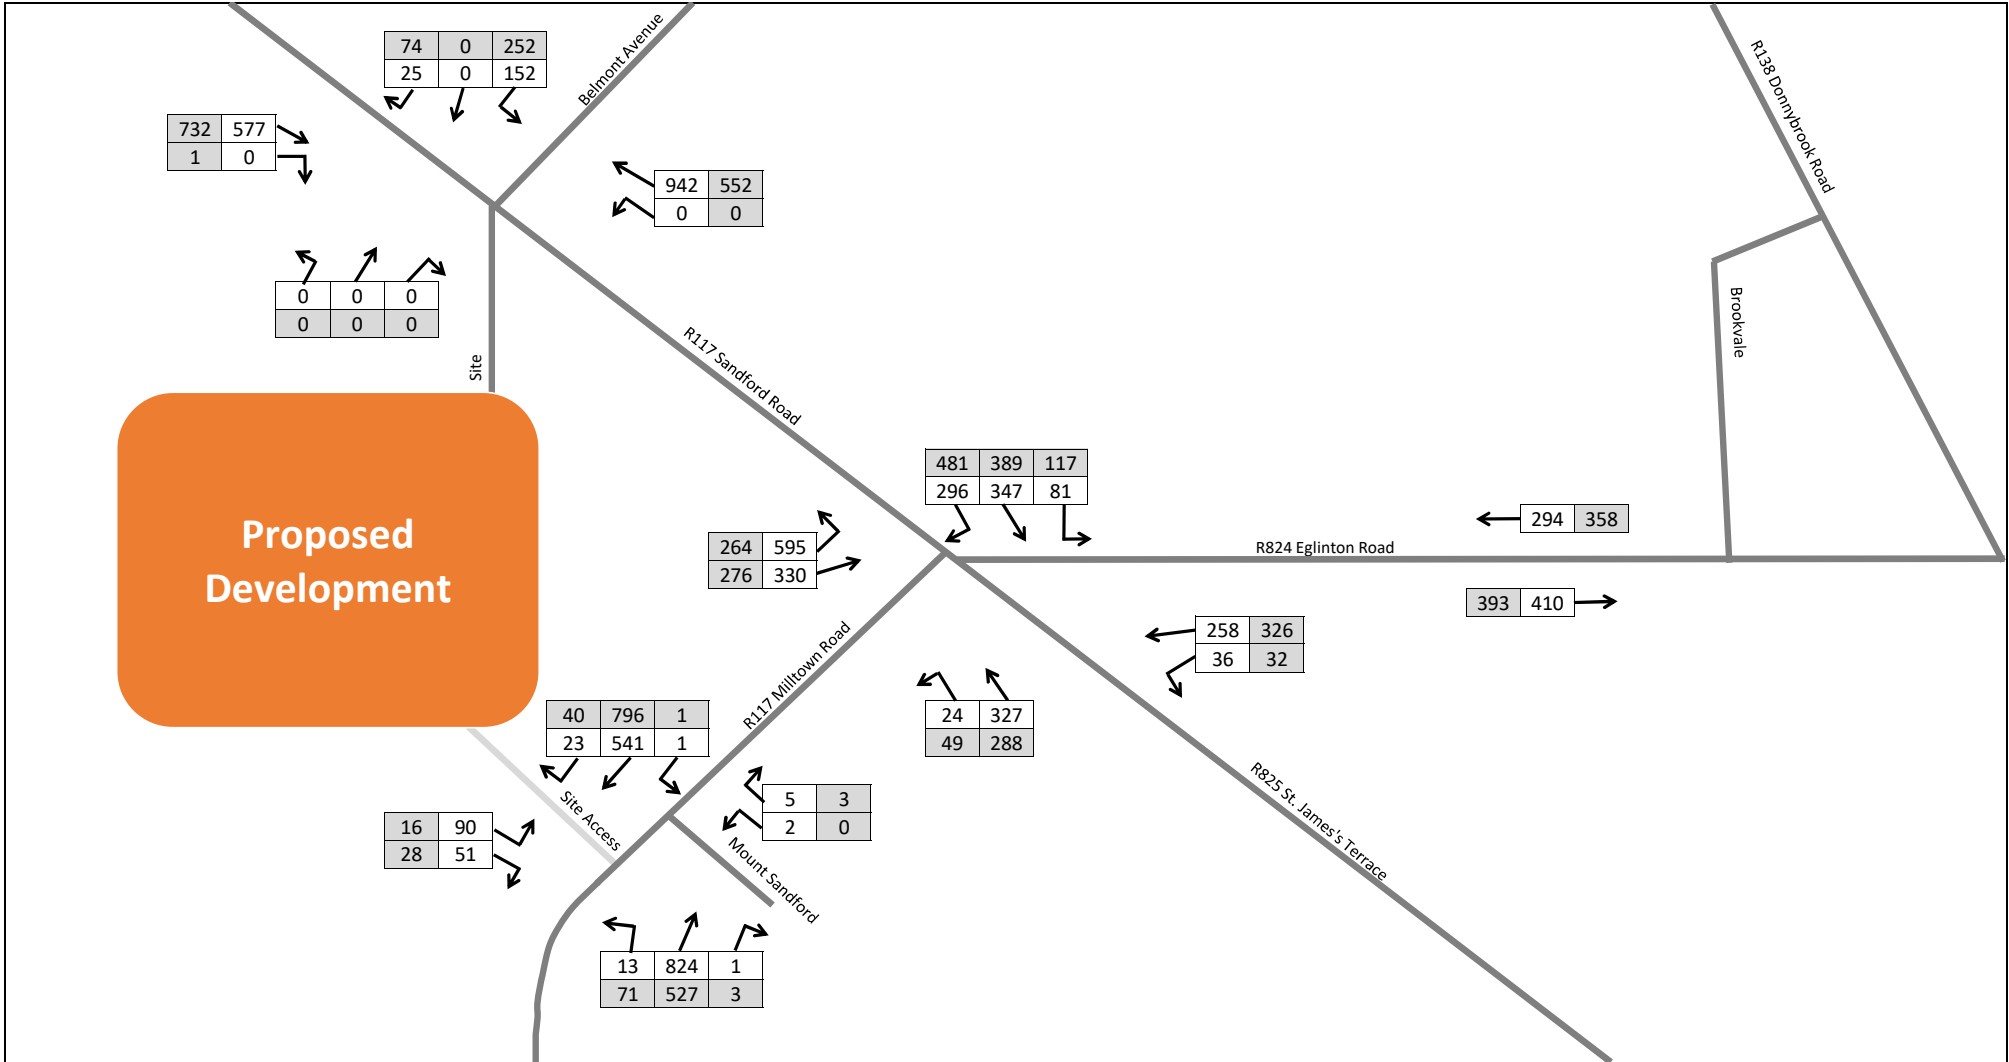 74 0 252
25 0 152
Belmont Avenue
R138 Donnybrook Road
732 577
1 0
942 552
0 0
0 0 0
0 0 0
Site
R117 Sandford Road
Brookvale
Proposed
Development
481 389 117
296 347 81
264 595
276 330
294 358
R824 Eglinton Road
393 410
258 326
36 32
R117 Milltown Road
24 327
49 288
40 796 1
23 541 1
R825 St. James's Terrace
Site Access
5 3
2 0
16 90
28 51
Mount Sandford
13 824 1
71 527 3